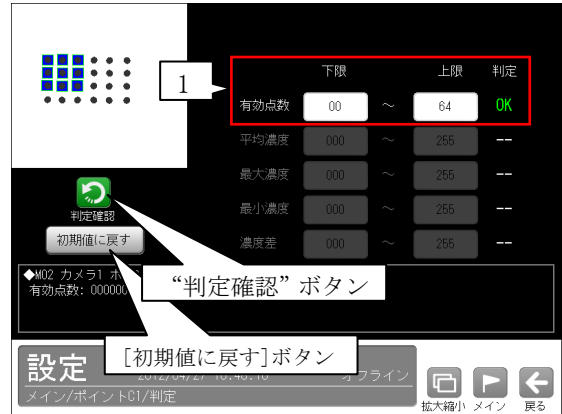 1
下限 上限 判定
有効点数 00 ～ 64 OK
平均濃度 000 ～ 255 --
最大濃度 000 ～ 255 --
最小濃度 000 ～ 255 --
濃度差 000 ～ 255 --
判定確認
初期値に戻す
◆M02 カメラ1
有効点数: 000000
“判定確認” ボタン
[初期値に戻す]ボタン
設定
オフライン
メイン/ポイントC1/判定
拡大縮小 メイン 戻る